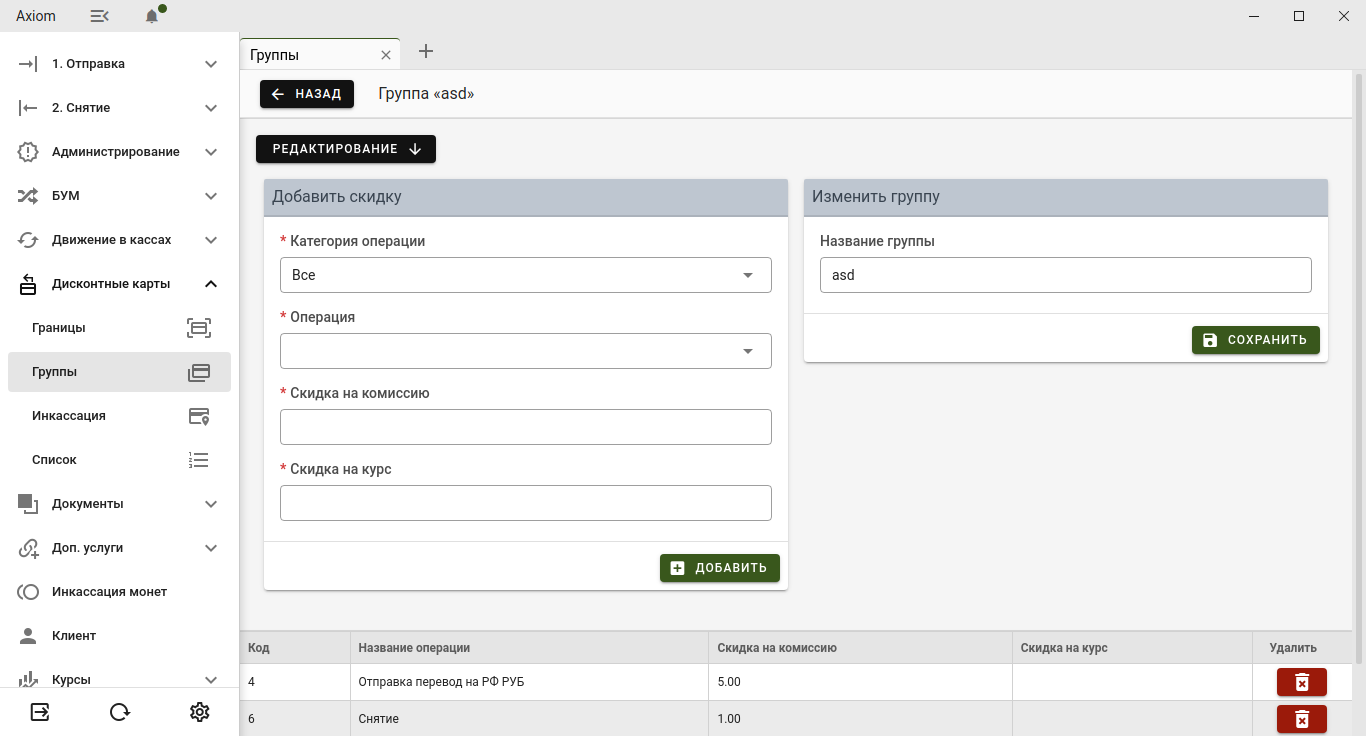 Axiom
1. Отправка
2. Снятие
Администрирование
БУМ
Движение в кассах
Дисконтные карты
Границы
Группы
Инкассация
Список
Документы
Доп. услуги
Инкассация монет
Клиент
Курсы
Группы
НАЗАД
Группа «asd»
РЕДАКТИРОВАНИЕ
Добавить скидку
* Категория операции
Все
* Операция
* Скидка на комиссию
* Скидка на курс
ДОБАВИТЬ
Изменить группу
Название группы
asd
СОХРАНИТЬ
Код Название операции Скидка на комиссию Скидка на курс Удалить
4 Отправка перевод на РФ РУБ 5.00
6 Снятие 1.00